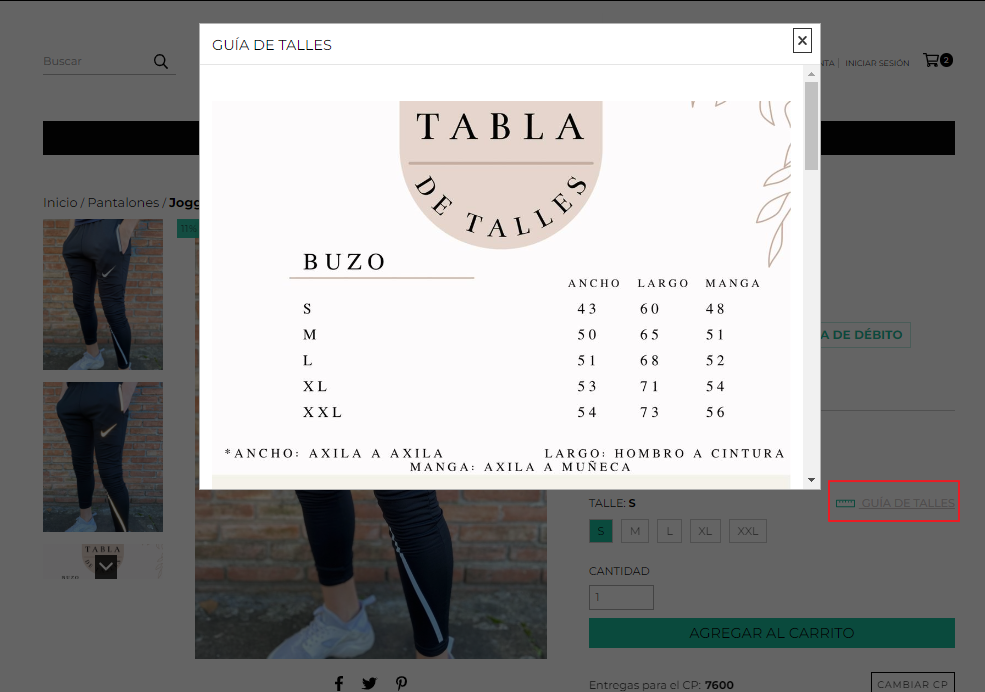 GUÍA DE TALLES
×
Buscar
NTA | INICIAR SESIÓN
2
TABLA
DE TALLES
BUZO
ANCHO LARGO MANGA
S 43 60 48
M 50 65 51
L 51 68 52
XL 53 71 54
XXL 54 73 56
*ANCHO: AXILA A AXILA LARGO: HOMBRO A CINTURA
MANGA: AXILA A MUÑECA
Inicio / Pantalones / Jogg
11%
A DE DÉBITO
TABLA
BUZO
TALLE: S
GUÍA DE TALLES
S M L XL XXL
CANTIDAD
1
AGREGAR AL CARRITO
Entregas para el CP: 7600
CAMBIAR CP